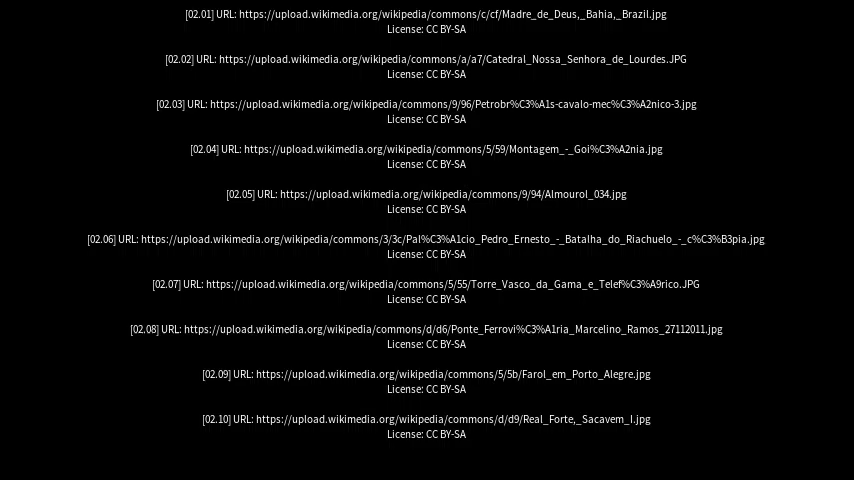 [02.01] URL: https://upload.wikimedia.org/wikipedia/commons/c/cf/Madre_de_Deus,_Bahia,_Brazil.jpg
License: CC BY-SA
[02.02] URL: https://upload.wikimedia.org/wikipedia/commons/a/a7/Catedral_Nossa_Senhora_de_Lourdes.JPG
License: CC BY-SA
[02.03] URL: https://upload.wikimedia.org/wikipedia/commons/9/96/Petrobr%C3%A1s-cavalo-mec%C3%A2nico-3.jpg
License: CC BY-SA
[02.04] URL: https://upload.wikimedia.org/wikipedia/commons/5/59/Montagem_-_Goi%C3%A2nia.jpg
License: CC BY-SA
[02.05] URL: https://upload.wikimedia.org/wikipedia/commons/9/94/Almourol_034.jpg
License: CC BY-SA
[02.06] URL: https://upload.wikimedia.org/wikipedia/commons/3/3c/Pal%C3%A1cio_Pedro_Ernesto_-_Batalha_do_Riachuelo_-_c%C3%B3pia.jpg
License: CC BY-SA
[02.07] URL: https://upload.wikimedia.org/wikipedia/commons/5/55/Torre_Vasco_da_Gama_e_Telef%C3%A9rico.JPG
License: CC BY-SA
[02.08] URL: https://upload.wikimedia.org/wikipedia/commons/d/d6/Ponte_Ferrovi%C3%A1ria_Marcelino_Ramos_27112011.jpg
License: CC BY-SA
[02.09] URL: https://upload.wikimedia.org/wikipedia/commons/5/5b/Farol_em_Porto_Alegre.jpg
License: CC BY-SA
[02.10] URL: https://upload.wikimedia.org/wikipedia/commons/d/d9/Real_Forte,_Sacavem_I.jpg
License: CC BY-SA